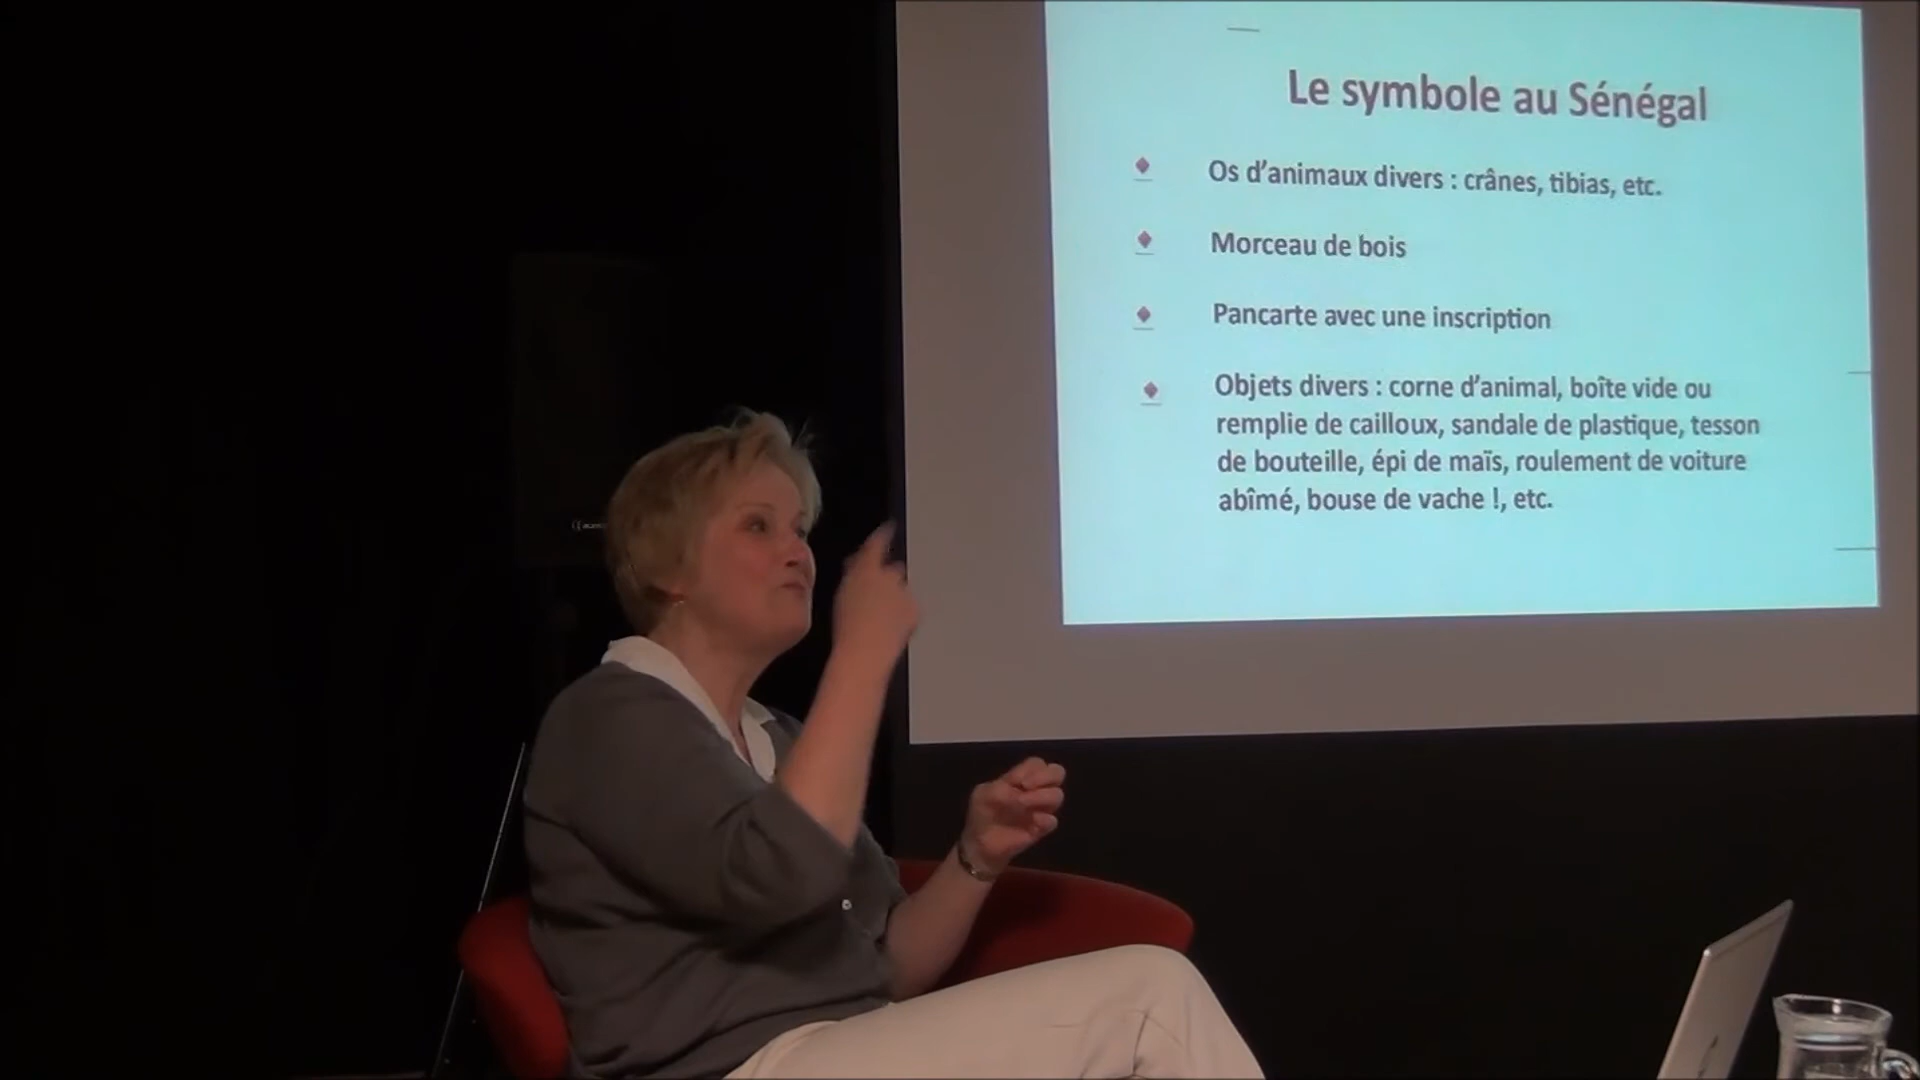 Le symbole au Sénégal
Os d'animaux divers : crânes, tibias, etc.
Morceau de bois
Pancarte avec une inscription
Objets divers : corne d'animal, boîte vide ou
remplie de cailloux, sandale de plastique, tesson
de bouteille, épi de maïs, roulement de voiture
abîmé, bouse de vache !, etc.